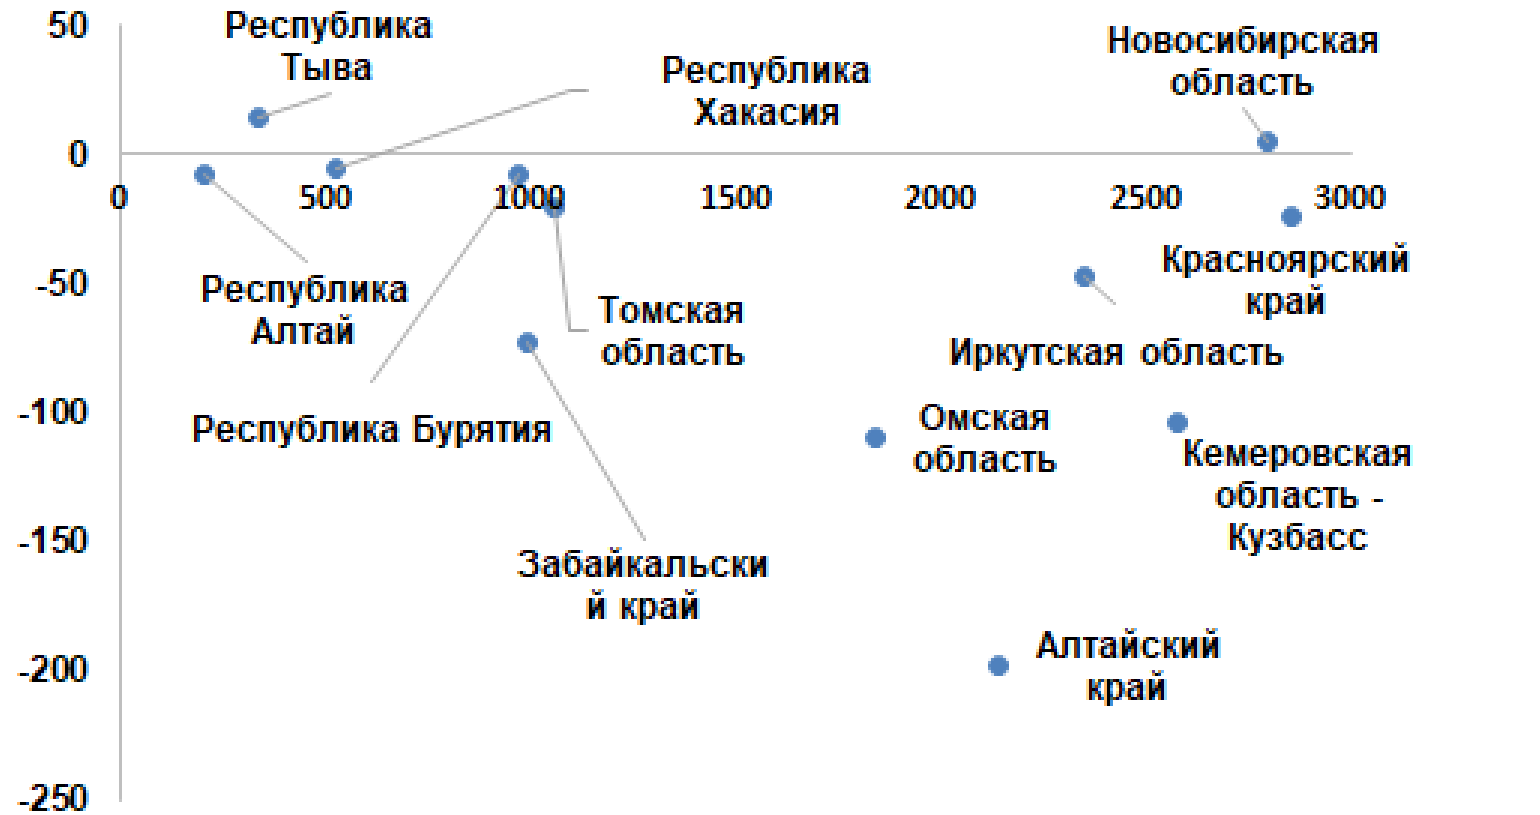 50
Республика
Тыва
Республика
Хакасия
Новосибирская
область
0
0
500
1000
1500
2000
2500
3000
-50
Республика
Алтай
Томская
область
Красноярский
край
Иркутская область
-100
Республика Бурятия
Омская
область
Кемеровская
область -
Кузбасс
-150
Забайкальски
й край
-200
Алтайский
край
-250